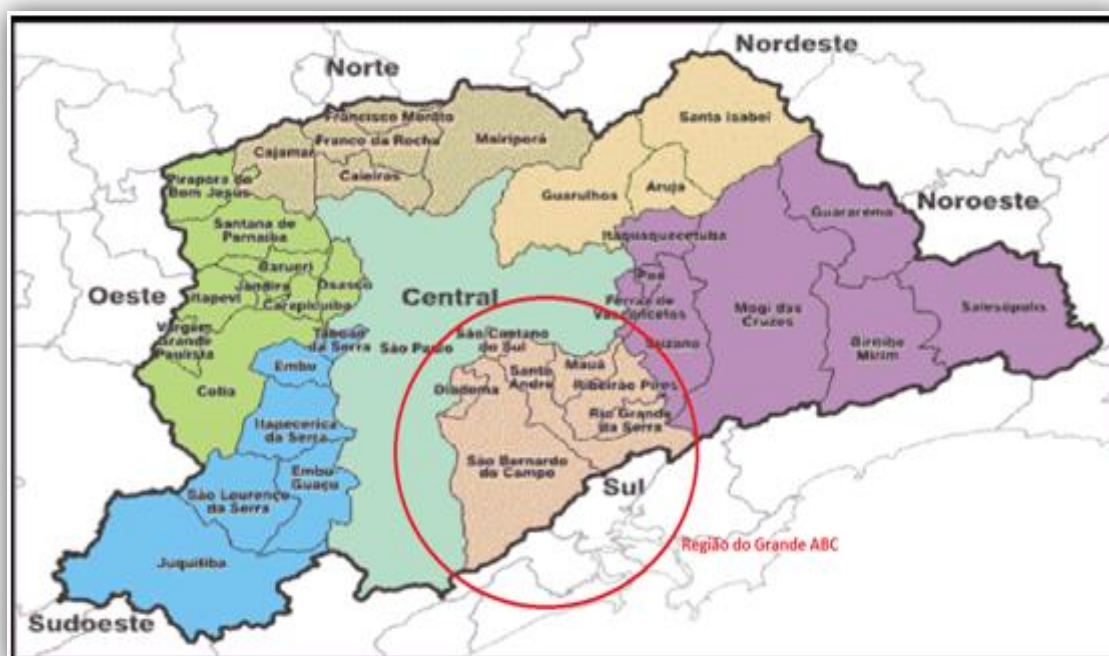 Nordeste
Norte
Francisco Morato
Santa Isabel
Franco da Rocha
Mairiporã
Cajamar
Caieiras
Pirapora do
Bom Jesus
Guarulhos
Aruja
Guararema
Noroeste
Santana de
Parnaíba
Itaquaquecetuba
Barueri
Poá
Oeste
Jandira
Osasco
Itapevi
Carapicuíba
Central
Ferraz de
Vasconcelos
Mogi das
Cruzes
Salesópolis
Vargem
Grande
Paulista
Taboão
da Serra
São Paulo
São Caetano
do Sul
Suzano
Biritiba
Mirim
Embu
Cotia
Diadema
Santo
André
Mauá
Ribeirão Pires
Rio Grande
da Serra
Itapecerica
da Serra
São Bernardo
do Campo
Embu
Guaçu
São Lourenço
da Serra
Sul
Região do Grande ABC
Juquitiba
Sudoeste